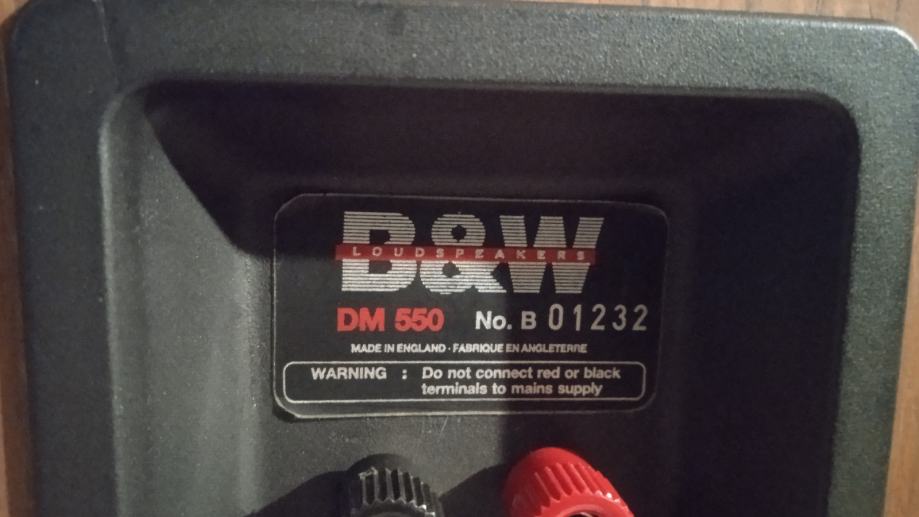 B&W
LOUDSPEAKERS
DM 550 No. B 01232
MADE IN ENGLAND · FABRIQUE EN ANGLETERRE
WARNING : Do not connect red or black
terminals to mains supply